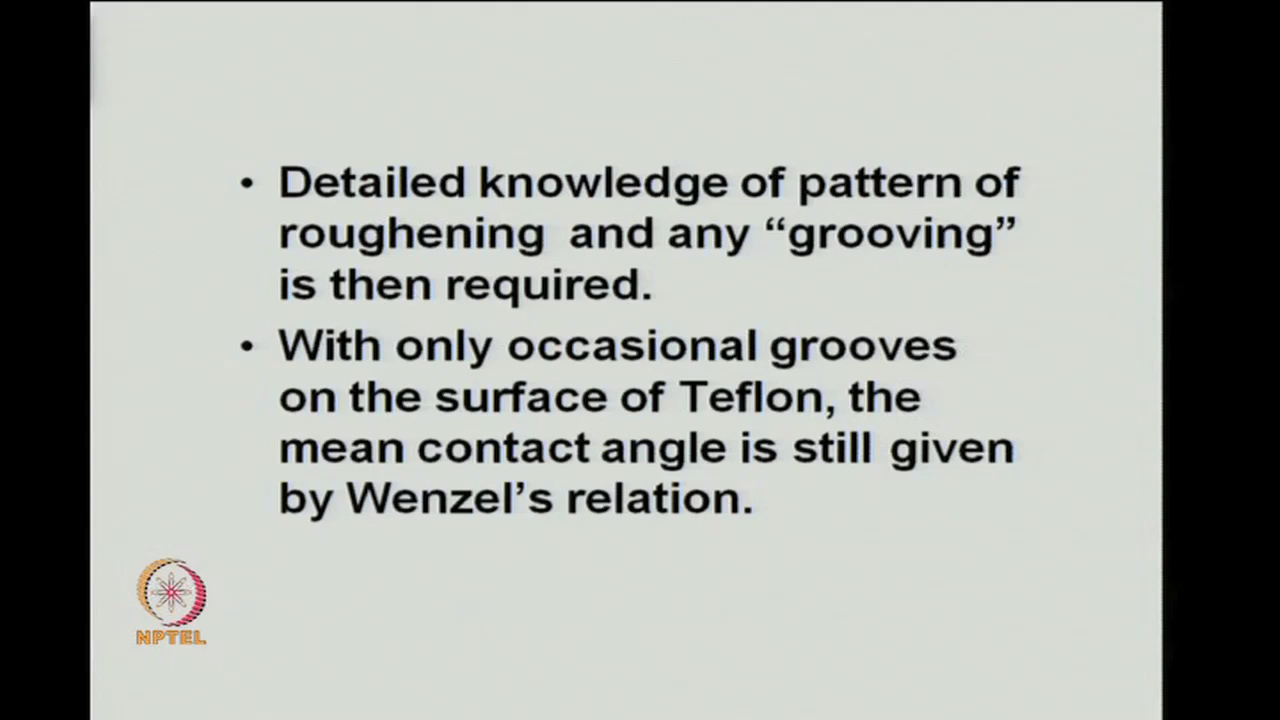 • Detailed knowledge of pattern of
roughening and any “grooving”
is then required.
• With only occasional grooves
on the surface of Teflon, the
mean contact angle is still given
by Wenzel’s relation.
NPTEL